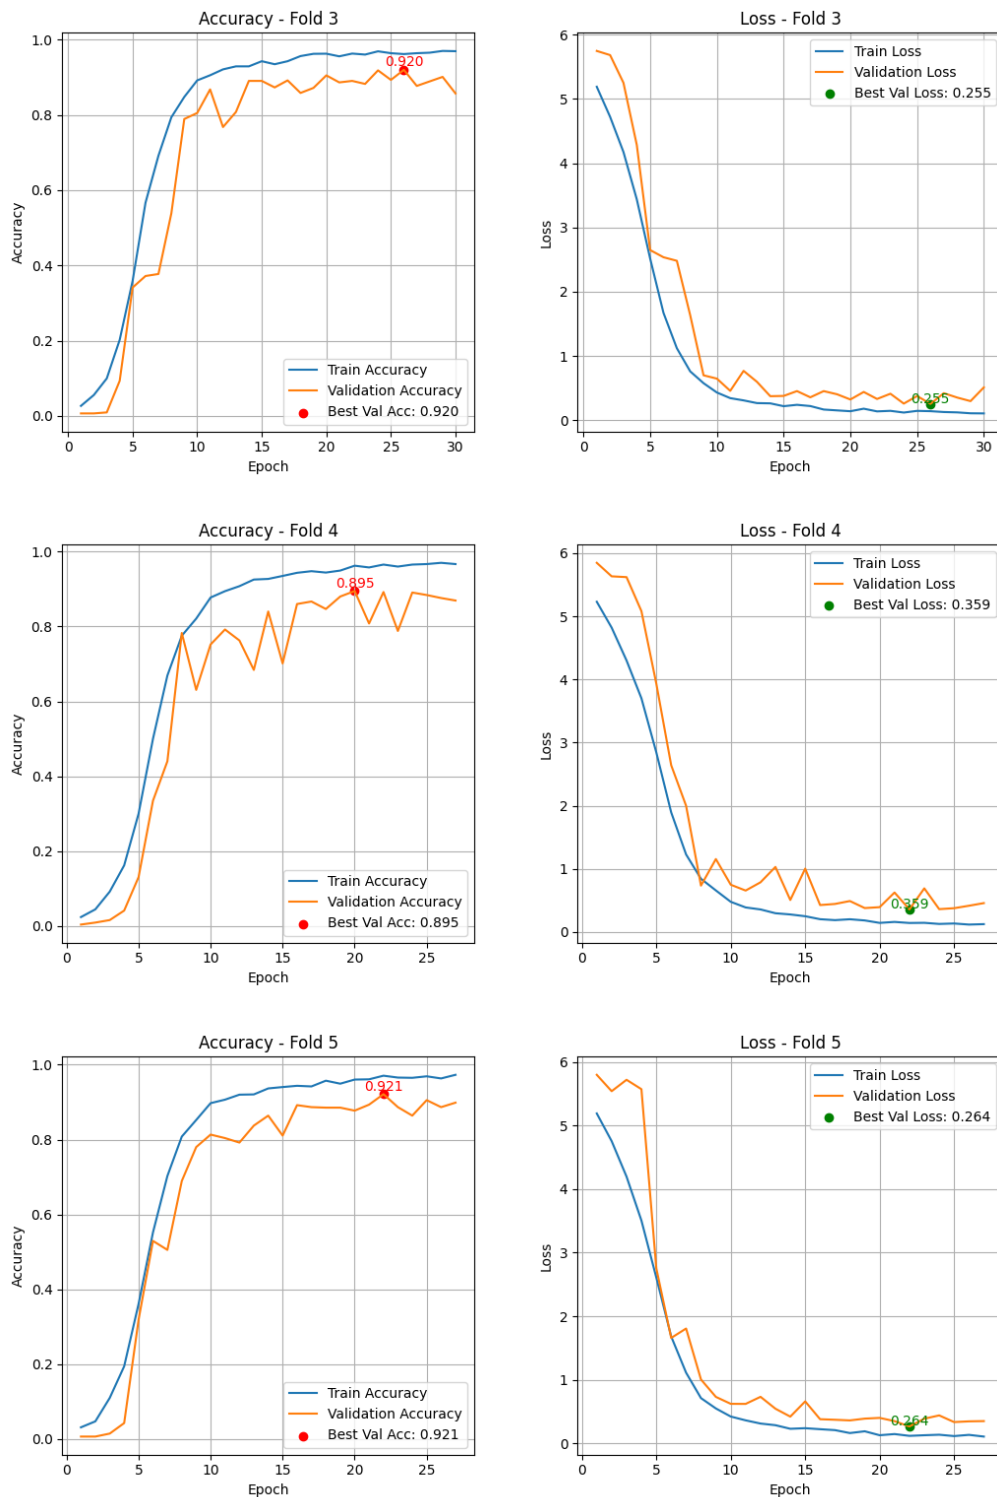 Accuracy - Fold 3
1.0
0.8
0.6
0.4
0.2
0.0
Accuracy
0.920
Train Accuracy
Validation Accuracy
Best Val Acc: 0.920
0 5 10 15 20 25 30
Epoch
Loss - Fold 3
6
5
4
3
2
1
0
Loss
Train Loss
Validation Loss
Best Val Loss: 0.255
0.255
0 5 10 15 20 25 30
Epoch
Accuracy - Fold 4
1.0
0.8
0.6
0.4
0.2
0.0
Accuracy
0.895
Train Accuracy
Validation Accuracy
Best Val Acc: 0.895
0 5 10 15 20 25
Epoch
Loss - Fold 4
6
5
4
3
2
1
0
Loss
Train Loss
Validation Loss
Best Val Loss: 0.359
0.359
0 5 10 15 20 25
Epoch
Accuracy - Fold 5
1.0
0.8
0.6
0.4
0.2
0.0
Accuracy
0.921
Train Accuracy
Validation Accuracy
Best Val Acc: 0.921
0 5 10 15 20 25
Epoch
Loss - Fold 5
6
5
4
3
2
1
0
Loss
Train Loss
Validation Loss
Best Val Loss: 0.264
0.264
0 5 10 15 20 25
Epoch